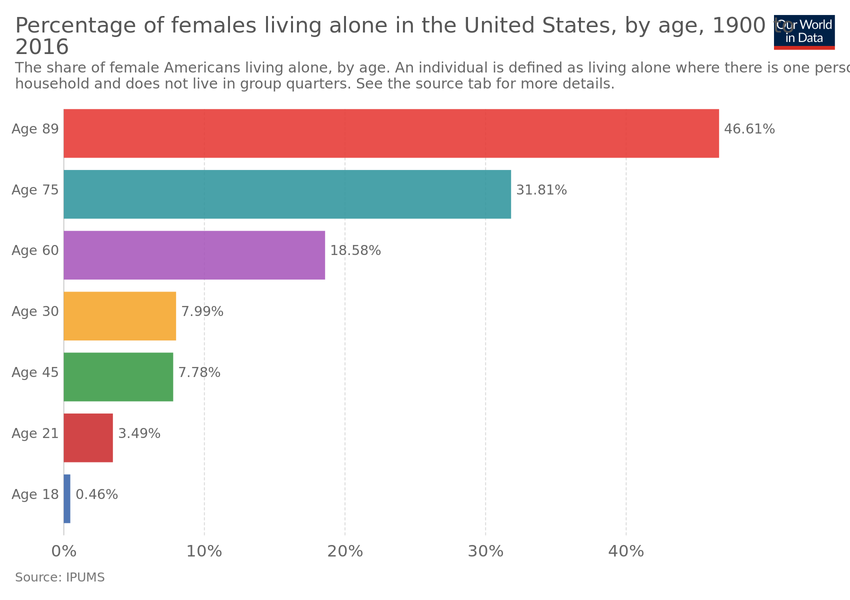 Percentage of females living alone in the United States, by age, 1900 to
2016
Our World
in Data
The share of female Americans living alone, by age. An individual is defined as living alone where there is one perso
household and does not live in group quarters. See the source tab for more details.
Age 89
46.61%
Age 75
31.81%
Age 60
18.58%
Age 30
7.99%
Age 45
7.78%
Age 21
3.49%
Age 18
0.46%
0%
10%
20%
30%
40%
Source: IPUMS